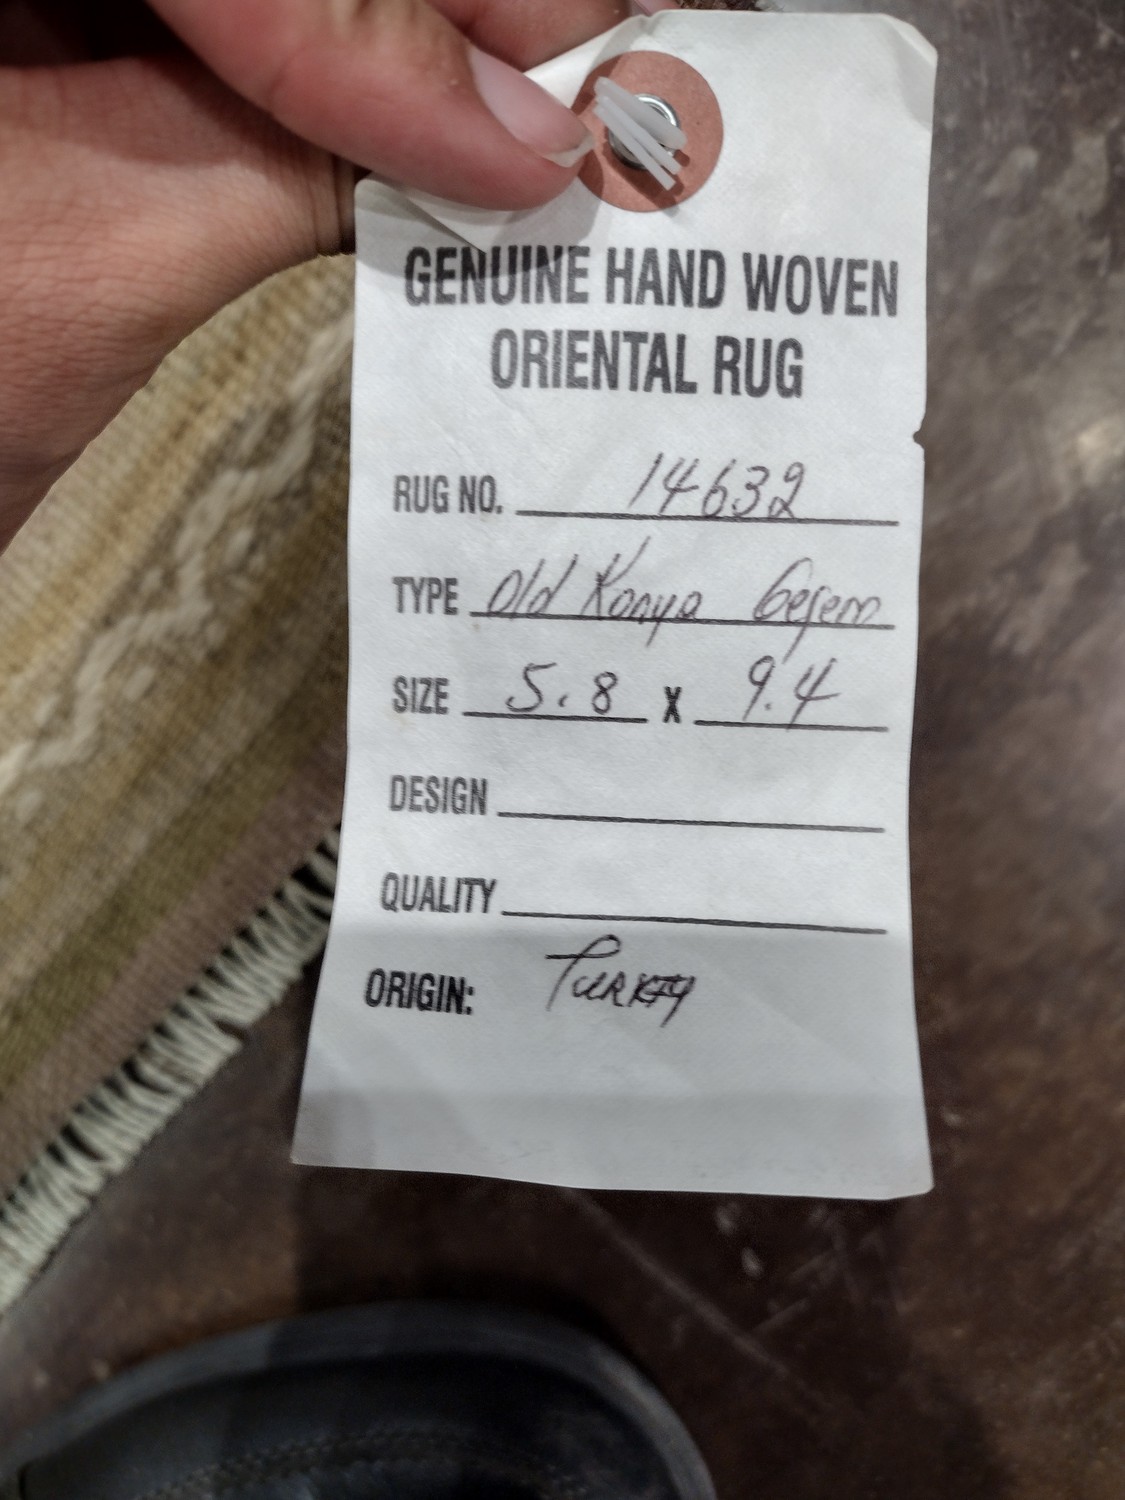 GENUINE HAND WOVEN
ORIENTAL RUG
RUG NO. 14632
TYPE Old Konya
SIZE 5.8 X 9.4
DESIGN
QUALITY
ORIGIN: TURKEY